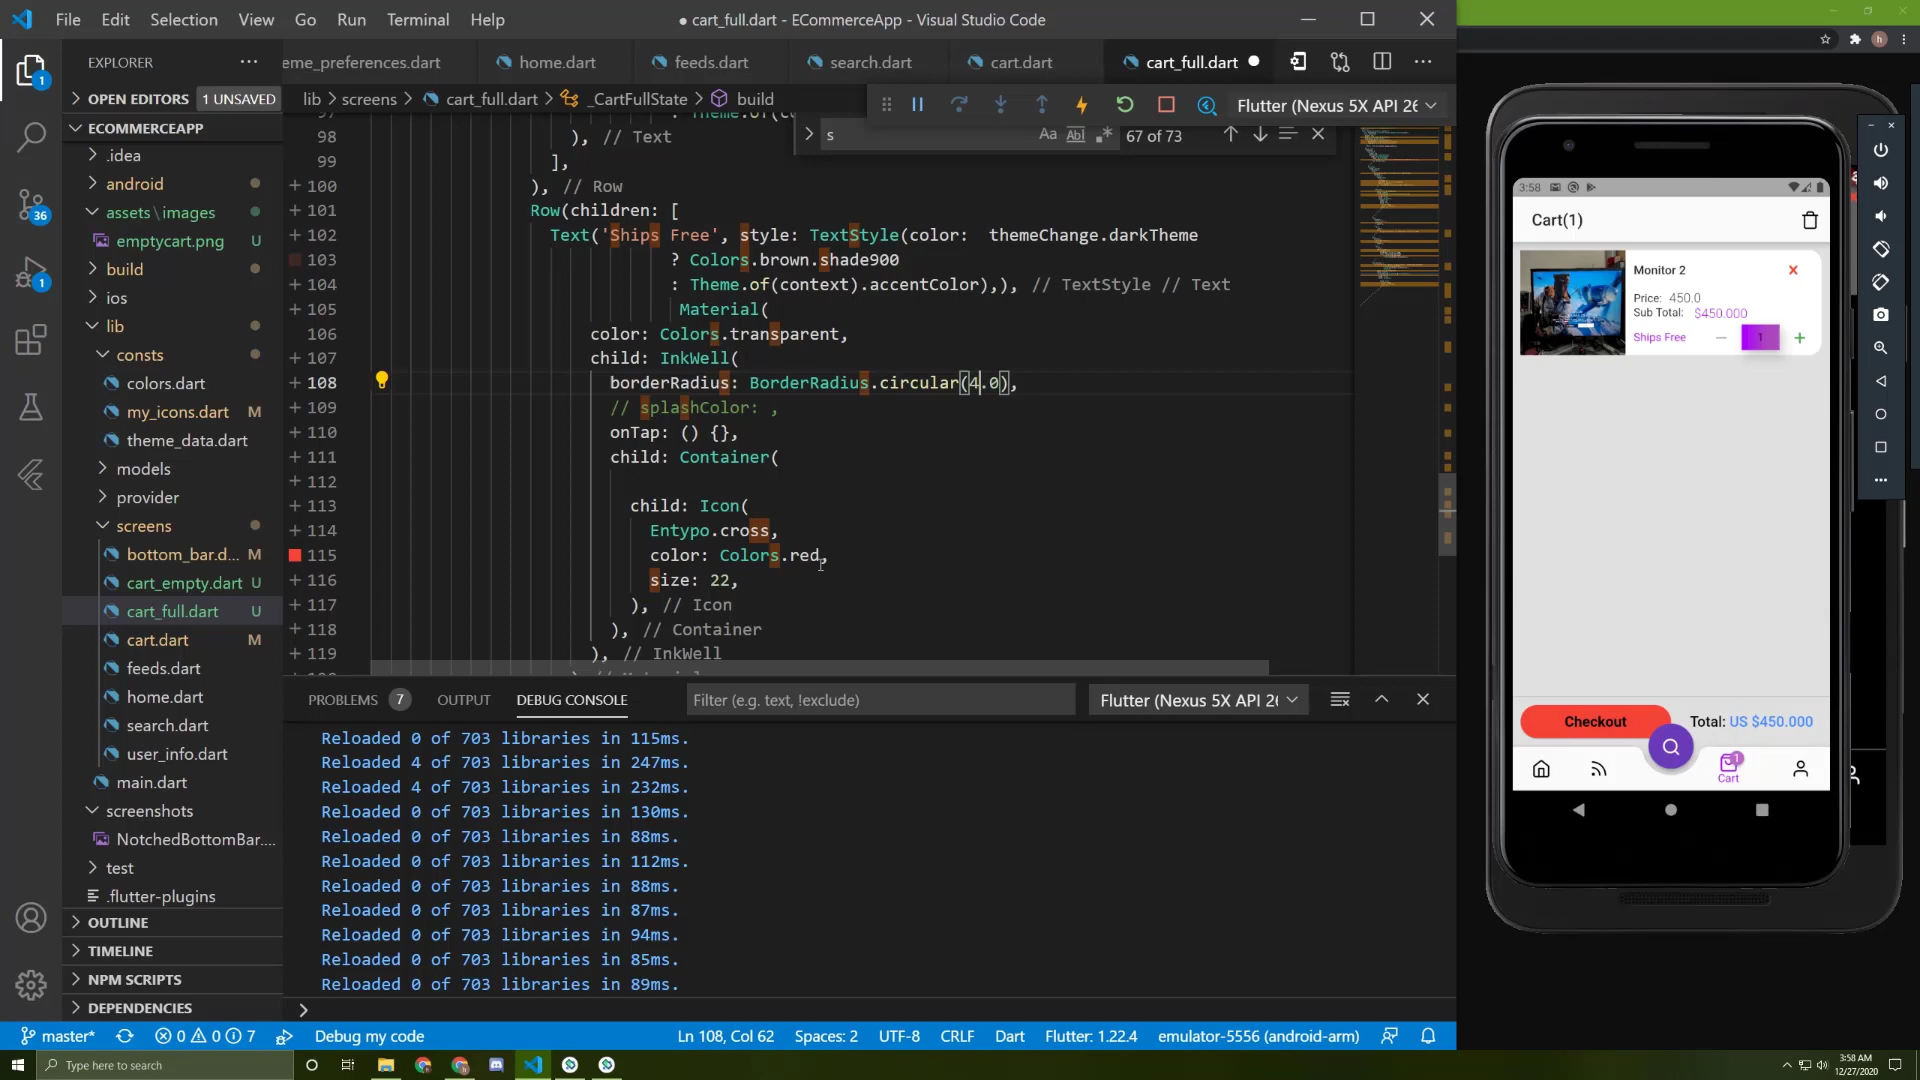 File Edit Selection View Go Run Terminal Help
● cart_full.dart - ECommerceApp - Visual Studio Code
EXPLORER
eme_preferences.dart
home.dart
feeds.dart
search.dart
cart.dart
cart_full.dart
OPEN EDITORS 1 UNSAVED
lib > screens > cart_full.dart > _CartFullState > build
Flutter (Nexus 5X API 26
s
Aa Abl .*
67 of 73
ECOMMERCEAPP
.idea
android
assets\images
emptycart.png U
build
ios
lib
consts
colors.dart
my_icons.dart M
theme_data.dart
models
provider
screens
bottom_bar.d... M
cart_empty.dart U
cart_full.dart U
cart.dart M
feeds.dart
home.dart
search.dart
user_info.dart
main.dart
screenshots
NotchedBottomBar....
test
.flutter-plugins
OUTLINE
TIMELINE
NPM SCRIPTS
DEPENDENCIES
1
36
1
98 ), // Text
99 ],
100 ), // Row
101 Row(children: [
102 Text('Ships Free', style: TextStyle(color:  themeChange.darkTheme
103 ? Colors.brown.shade900
104 : Theme.of(context).accentColor),), // TextStyle // Text
105 Material(
106 color: Colors.transparent,
107 child: InkWell(
108 borderRadius: BorderRadius.circular(4.0),
109 // splashColor: ,
110 onTap: () {},
111 child: Container(
112
113 child: Icon(
114 Entypo.cross,
115 color: Colors.red,
116 size: 22,
117 ), // Icon
118 ), // Container
119 ), // InkWell
PROBLEMS 7 OUTPUT DEBUG CONSOLE
Filter (e.g. text, !exclude)
Flutter (Nexus 5X API 26
Reloaded 0 of 703 libraries in 115ms.
Reloaded 4 of 703 libraries in 247ms.
Reloaded 4 of 703 libraries in 232ms.
Reloaded 0 of 703 libraries in 130ms.
Reloaded 0 of 703 libraries in 88ms.
Reloaded 0 of 703 libraries in 112ms.
Reloaded 0 of 703 libraries in 88ms.
Reloaded 0 of 703 libraries in 87ms.
Reloaded 0 of 703 libraries in 94ms.
Reloaded 0 of 703 libraries in 85ms.
Reloaded 0 of 703 libraries in 89ms.
master* 0 0 7 Debug my code Ln 108, Col 62 Spaces: 2 UTF-8 CRLF Dart Flutter: 1.22.4 emulator-5556 (android-arm)
Type here to search
3:58 AM
12/27/2020
h
3:58
Cart(1)
Monitor 2
Price: 450.0
Sub Total: $450.000
Ships Free — 1 +
Checkout Total: US $450.000
1
Cart